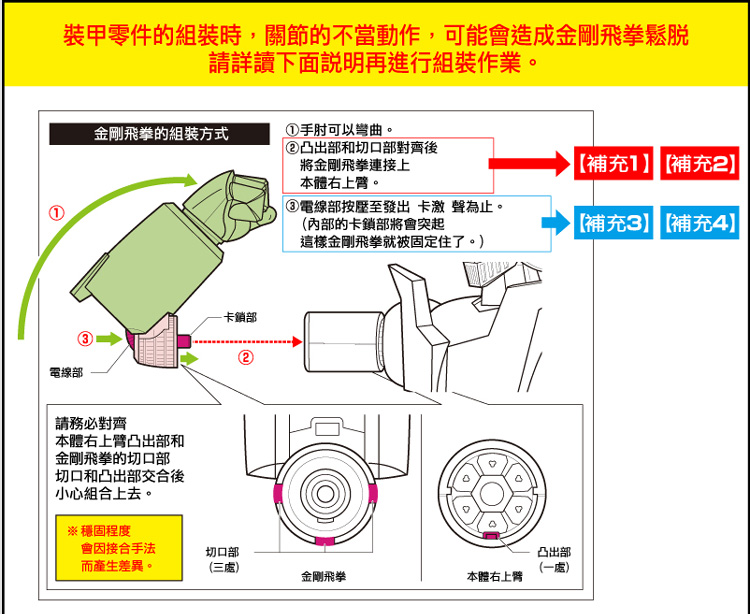 裝甲零件的組裝時，關節的不當動作，可能會造成金剛飛拳鬆脱
請詳讀下面説明再進行組裝作業。
金剛飛拳的組裝方式
①手肘可以彎曲。
②凸出部和切口部對齊後
將金剛飛拳連接上
本體右上臂。
【補充1】【補充2】
③電線部按壓至發出 卡激 聲為止。
（內部的卡鎖部將會突起
這樣金剛飛拳就被固定住了。）
【補充3】【補充4】
①
卡鎖部
③
②
電線部
請務必對齊
本體右上臂凸出部和
金剛飛拳的切口部
切口和凸出部交合後
小心組合上去。
※穩固程度
會因接合手法
而產生差異。
切口部
（三處）
金剛飛拳
凸出部
（一處）
本體右上臂